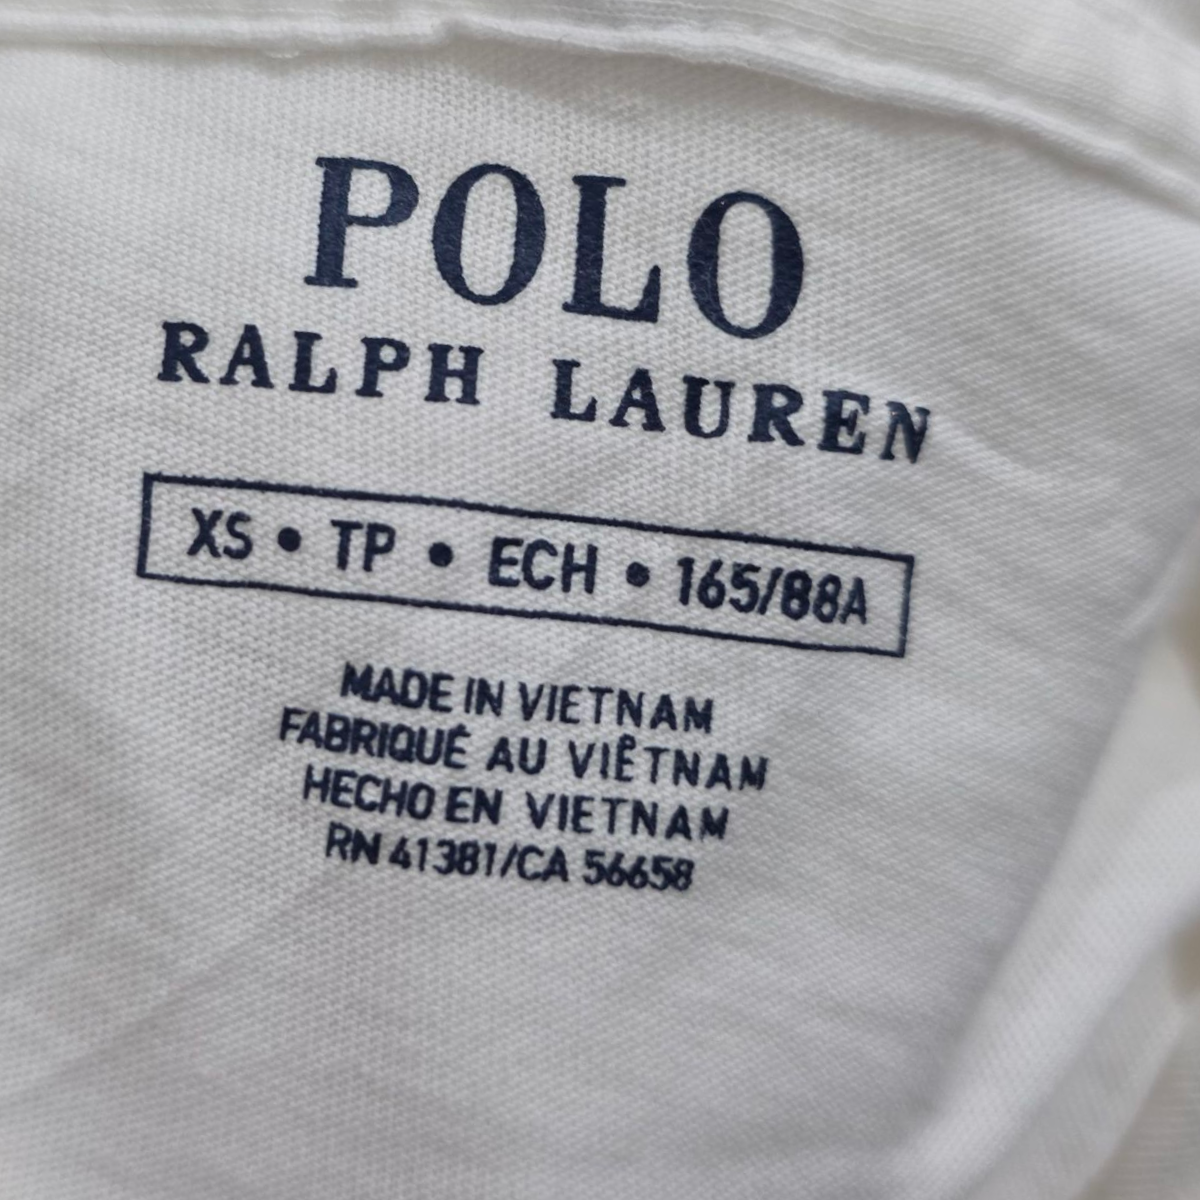 POLO
RALPH LAUREN
XS • TP • ECH • 165/88A
MADE IN VIETNAM
FABRIQUÉ AU VIÊTNAM
HECHO EN VIETNAM
RN 41381/CA 56658